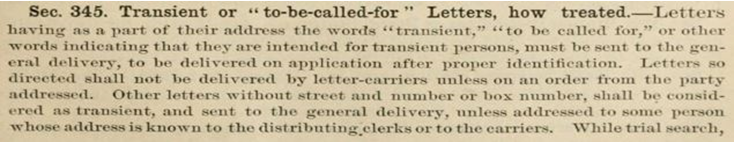 Sec. 345. Transient or "to-be-called-for" Letters, how treated.—Letters
having as a part of their address the words "transient," "to be called for," or other
words indicating that they are intended for transient persons, must be sent to the gen-
eral delivery, to be delivered on application after proper identification. Letters so
directed shall not be delivered by letter-carriers unless on an order from the party
addressed. Other letters without street and number or box number, shall be consid-
ered as transient, and sent to the general delivery, unless addressed to some person
whose address is known to the distributing clerks or to the carriers. While trial search,